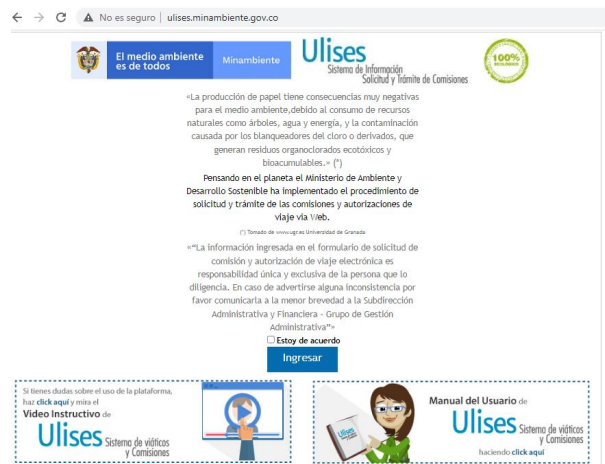 No es seguro | ulises.minambiente.gov.co
El medio ambiente
es de todos
Minambiente
Ulises
Sistema de Información
Solicitud y Trámite de Comisiones
100%
«La producción de papel tiene consecuencias muy negativas
para el medio ambiente,debido al consumo de recursos
naturales como árboles, agua y energía, y la contaminación
causada por los blanqueadores del cloro o derivados, que
generan residuos organoclorados ecotóxicos y
bioacumulables.» (*)
Pensando en el planeta el Ministerio de Ambiente y
Desarrollo Sostenible ha implementado el procedimiento de
solicitud y trámite de las comisiones y autorizaciones de
viaje vía Web.
(*) Tomado de www.ugr.es Universidad de Granada
«“La información ingresada en el formulario de solicitud de
comisión y autorización de viaje electrónica es
responsabilidad única y exclusiva de la persona que lo
diligencia. En caso de advertirse alguna inconsistencia por
favor comunicarla a la menor brevedad a la Subdirección
Administrativa y Financiera - Grupo de Gestión
Administrativa”»
Estoy de acuerdo
Ingresar
Si tienes dudas sobre el uso de la plataforma,
haz click aquí y mira el
Video Instructivo de
Ulises Sistema de viáticos
y Comisiones
Manual del Usuario de
Ulises Sistema de viáticos
y Comisiones
haciendo click aquí
Ulises